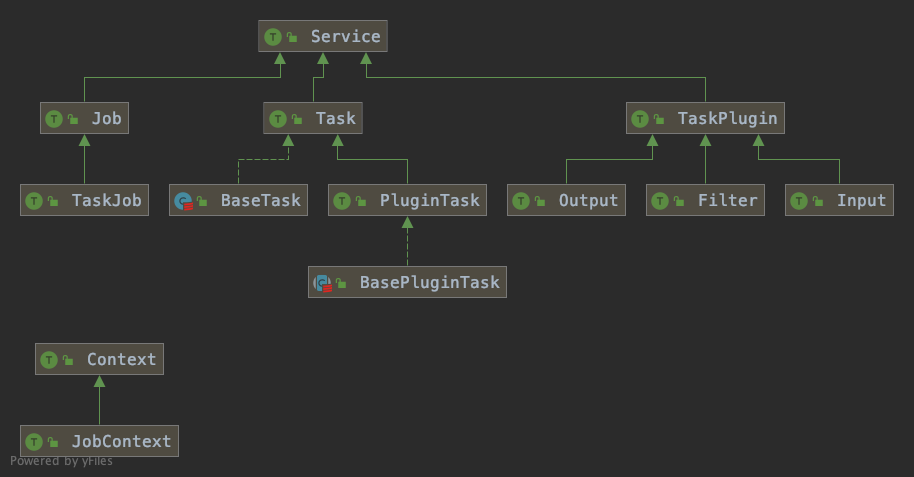 T Service
T Job
T Task
T TaskPlugin
T TaskJob
C BaseTask
T PluginTask
T Output
T Filter
T Input
C BasePluginTask
T Context
T JobContext
Powered by yFiles